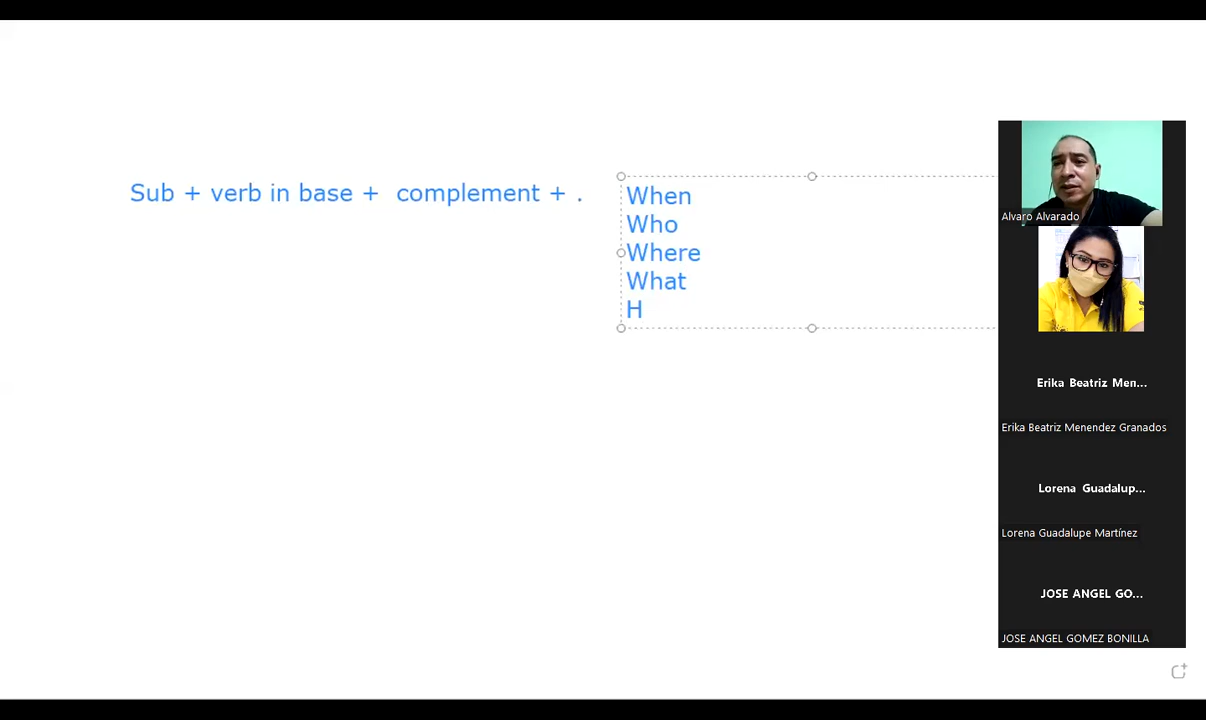 Sub + verb in base +  complement + .
When
Who
Where
What
H
Alvaro Alvarado
Erika Beatriz Men...
Erika Beatriz Menendez Granados
Lorena Guadalup...
Lorena Guadalupe Martínez
JOSE ANGEL GO...
JOSE ANGEL GOMEZ BONILLA